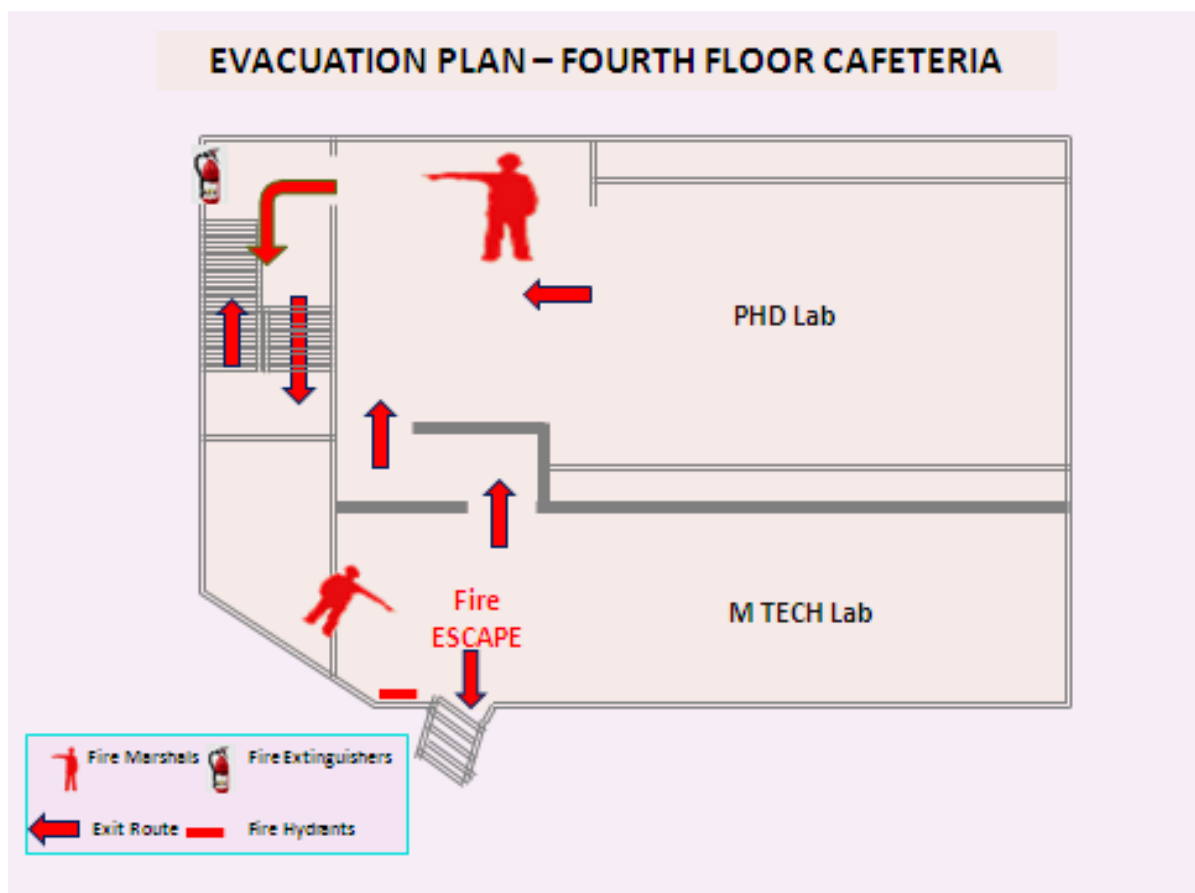 EVACUATION PLAN – FOURTH FLOOR CAFETERIA
PHD Lab
Fire
ESCAPE
M TECH Lab
Fire Marshals
Fire Extinguishers
Exit Route
Fire Hydrants